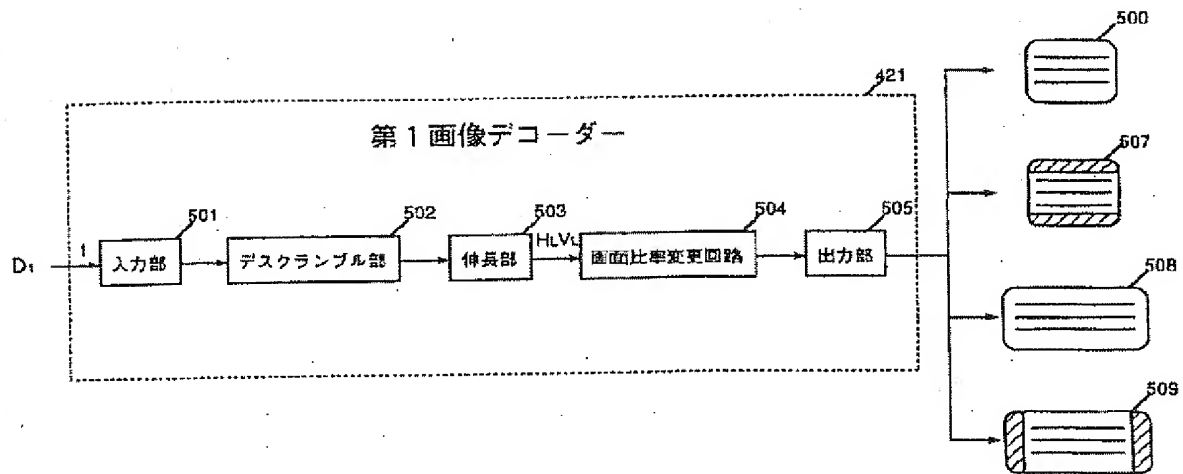 500
421
第1画像デコーダー
507
501
502
503
504
505
HLVL
D1
1
入力部
デスクランブル部
伸長部
画面比率変更回路
出力部
508
509